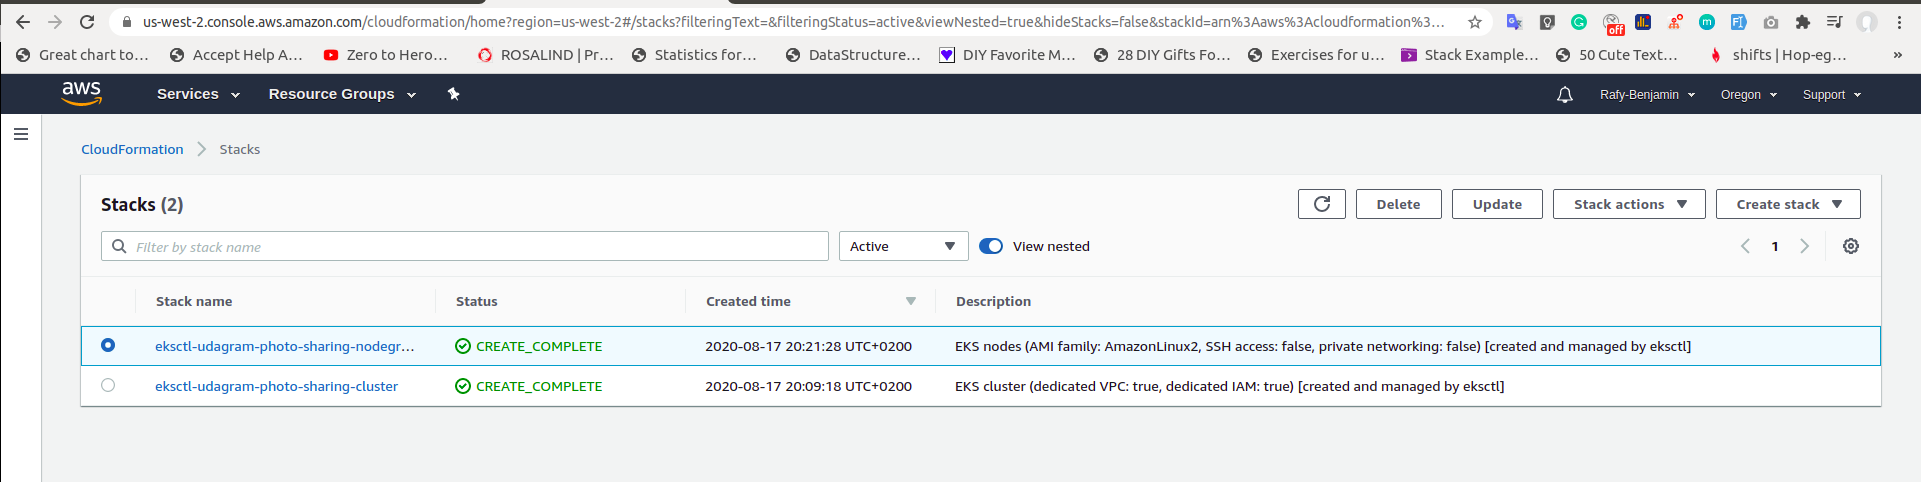 us-west-2.console.aws.amazon.com/cloudformation/home?region=us-west-2#/stacks?filteringText=&filteringStatus=active&viewNested=true&hideStacks=false&stackId=arn%3Aaws%3Acloudformation%3...
off
Great chart to... Accept Help A... Zero to Hero... ROSALIND | Pr... Statistics for... DataStructure... DIY Favorite M... 28 DIY Gifts Fo... Exercises for u... Stack Example... 50 Cute Text... shifts | Hop-eg... »
aws Services Resource Groups Rafy-Benjamin Oregon Support
CloudFormation Stacks
Stacks (2) Delete Update Stack actions Create stack
Filter by stack name Active View nested 1
Stack name Status Created time Description
eksctl-udagram-photo-sharing-nodegr... CREATE_COMPLETE 2020-08-17 20:21:28 UTC+0200 EKS nodes (AMI family: AmazonLinux2, SSH access: false, private networking: false) [created and managed by eksctl]
eksctl-udagram-photo-sharing-cluster CREATE_COMPLETE 2020-08-17 20:09:18 UTC+0200 EKS cluster (dedicated VPC: true, dedicated IAM: true) [created and managed by eksctl]